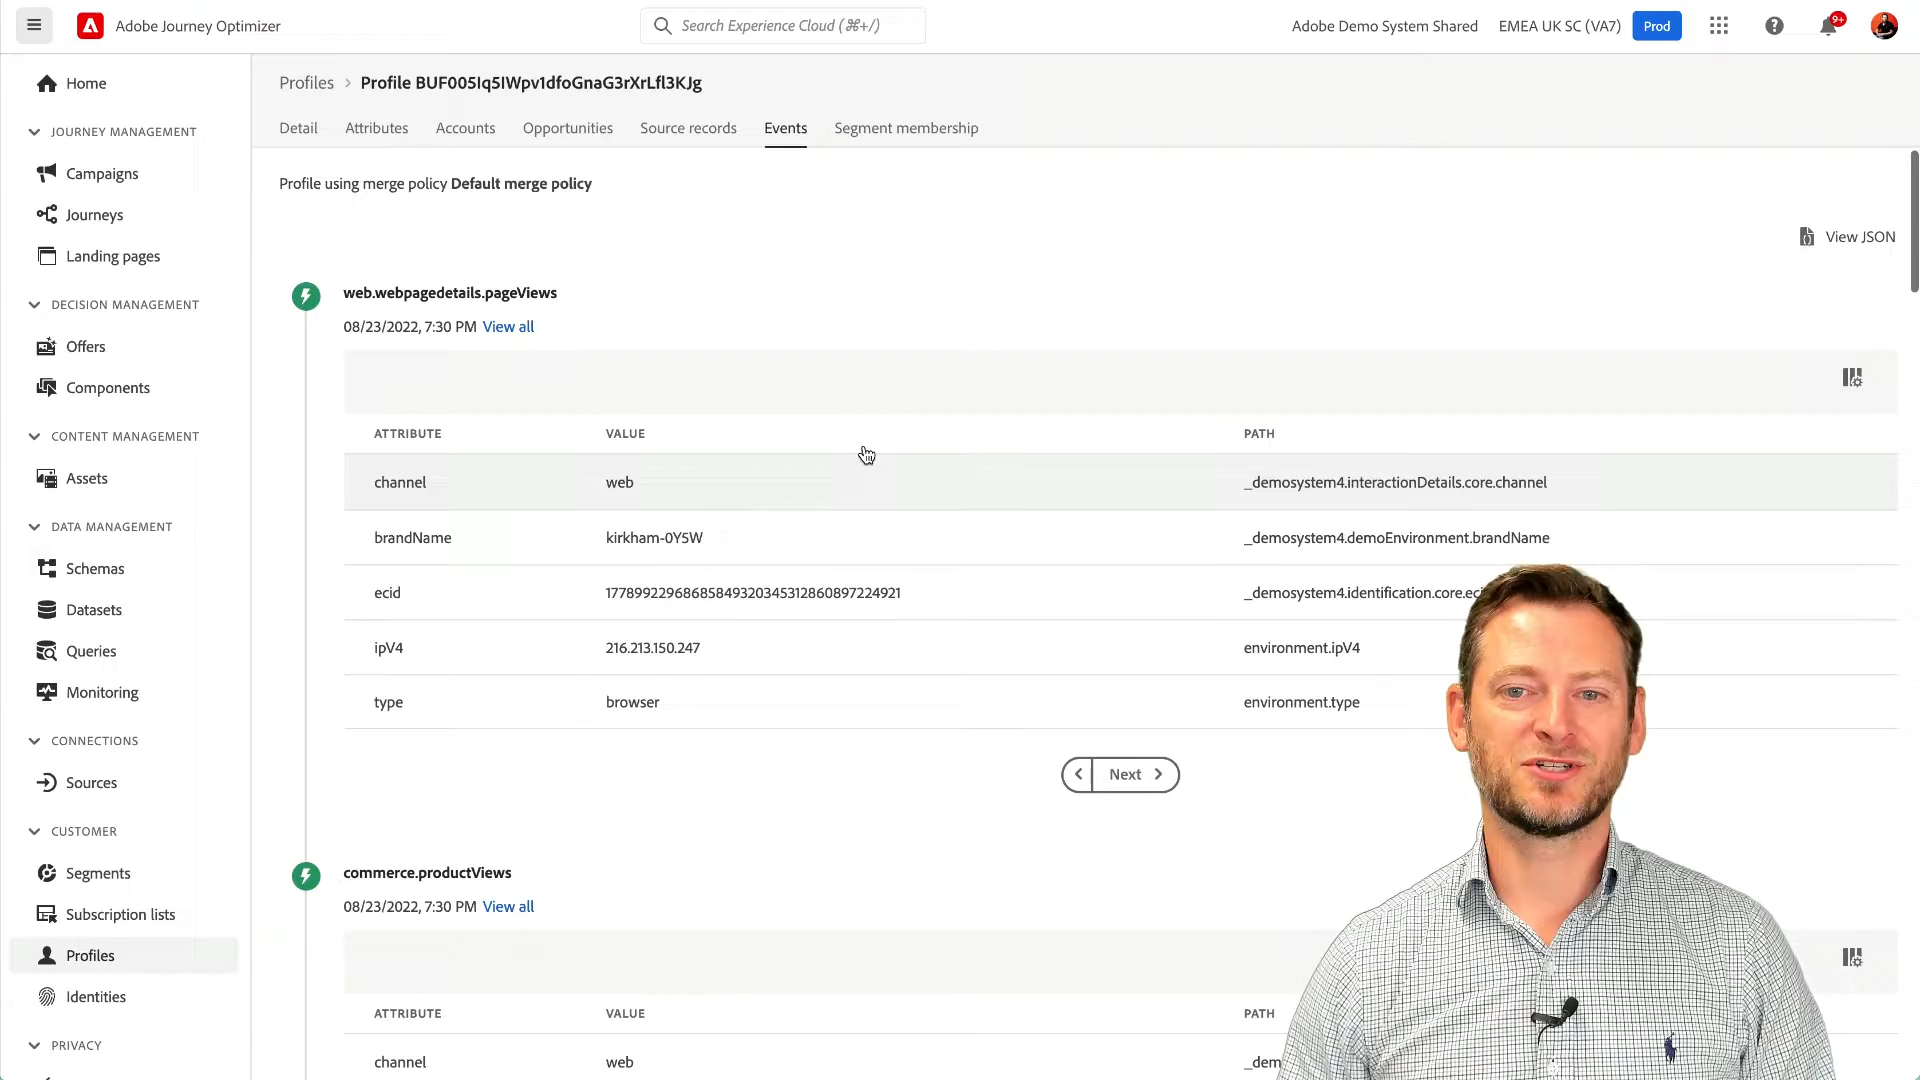 Adobe Journey Optimizer
Search Experience Cloud (⌘+/)
Adobe Demo System Shared
EMEA UK SC (VA7)
Prod
9+
Home
JOURNEY MANAGEMENT
Campaigns
Journeys
Landing pages
DECISION MANAGEMENT
Offers
Components
CONTENT MANAGEMENT
Assets
DATA MANAGEMENT
Schemas
Datasets
Queries
Monitoring
CONNECTIONS
Sources
CUSTOMER
Segments
Subscription lists
Profiles
Identities
PRIVACY
Profiles > Profile BUF005Iq5IWpv1dfoGnaG3rXrLfl3KJg
Detail Attributes Accounts Opportunities Source records Events Segment membership
Profile using merge policy Default merge policy
View JSON
web.webpagedetails.pageViews
08/23/2022, 7:30 PM View all
ATTRIBUTE VALUE PATH
channel web _demosystem4.interactionDetails.core.channel
brandName kirkham-0Y5W _demosystem4.demoEnvironment.brandName
ecid 17789922968685849320345312860897224921 _demosystem4.identification.core.eci
ipV4 216.213.150.247 environment.ipV4
type browser environment.type
Next
commerce.productViews
08/23/2022, 7:30 PM View all
ATTRIBUTE VALUE PATH
channel web _dem